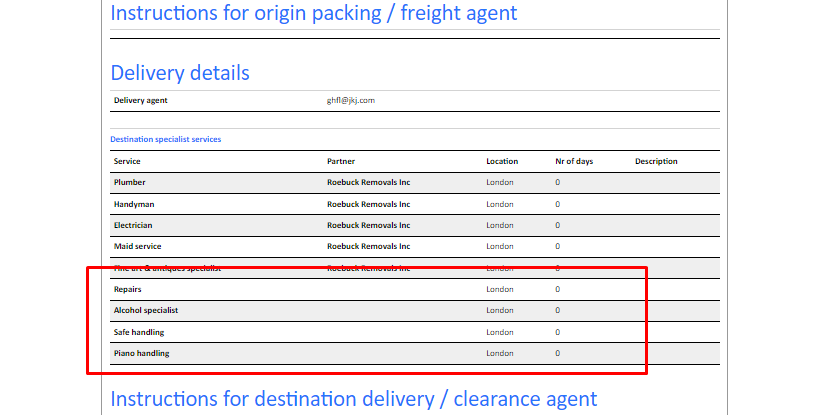 Instructions for origin packing / freight agent
Delivery details
Delivery agent ghfl@jkj.com
Destination specialist services
Service Partner Location Nr of days Description
Plumber Roebuck Removals Inc London 0
Handyman Roebuck Removals Inc London 0
Electrician Roebuck Removals Inc London 0
Maid service Roebuck Removals Inc London 0
Fine art & antiques specialist Roebuck Removals Inc London 0
Repairs London 0
Alcohol specialist London 0
Safe handling London 0
Piano handling London 0
Instructions for destination delivery / clearance agent